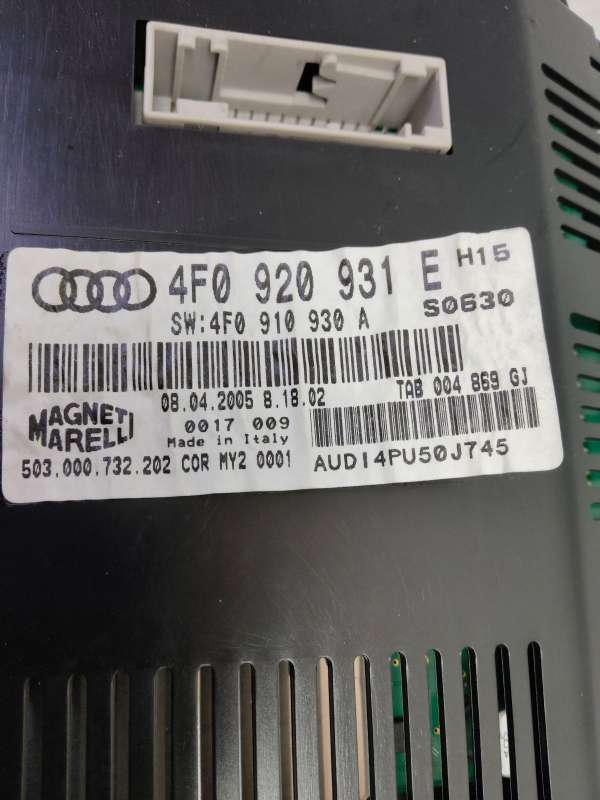 4F0 920 931 E H15
SW:4F0 910 930 A S0630
08.04.2005 8.18.02 TAB 004 869 GJ
MAGNETI
MARELLI
0017 009
Made in Italy
503.000.732.202 COR MY2 0001 AUDI4PU50J745